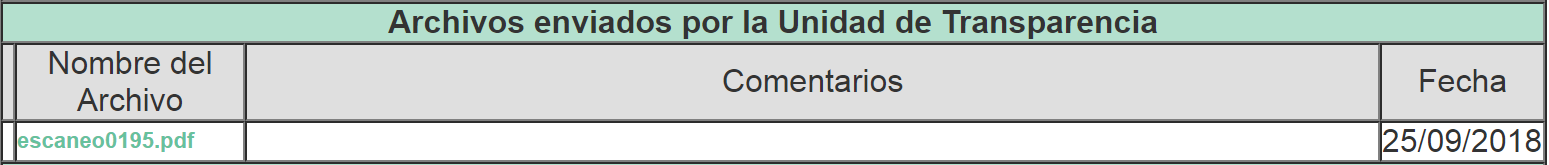 Archivos enviados por la Unidad de Transparencia
Nombre del
Archivo
Comentarios
Fecha
escaneo0195.pdf
25/09/2018